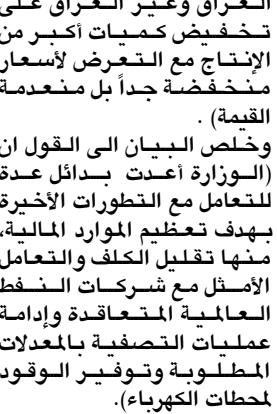 العراق وغير العراق على
تخفيض كميات أكبر من
الإنتاج مع التعرض لأسعار
منخفضة جداً بل منعدمة
القيمة) .
وخلص البيان الى القول ان
(الوزارة أعدت بدائل عدة
للتعامل مع التطورات الأخيرة
بهدف تعظيم الموارد المالية،
منها تقليل الكلف والتعامل
الأمثل مع شركات النفط
العالمية المتعاقدة وإدامة
عمليات التصفية بالمعدلات
المطلوبة وتوفير الوقود
لمحطات الكهرباء).